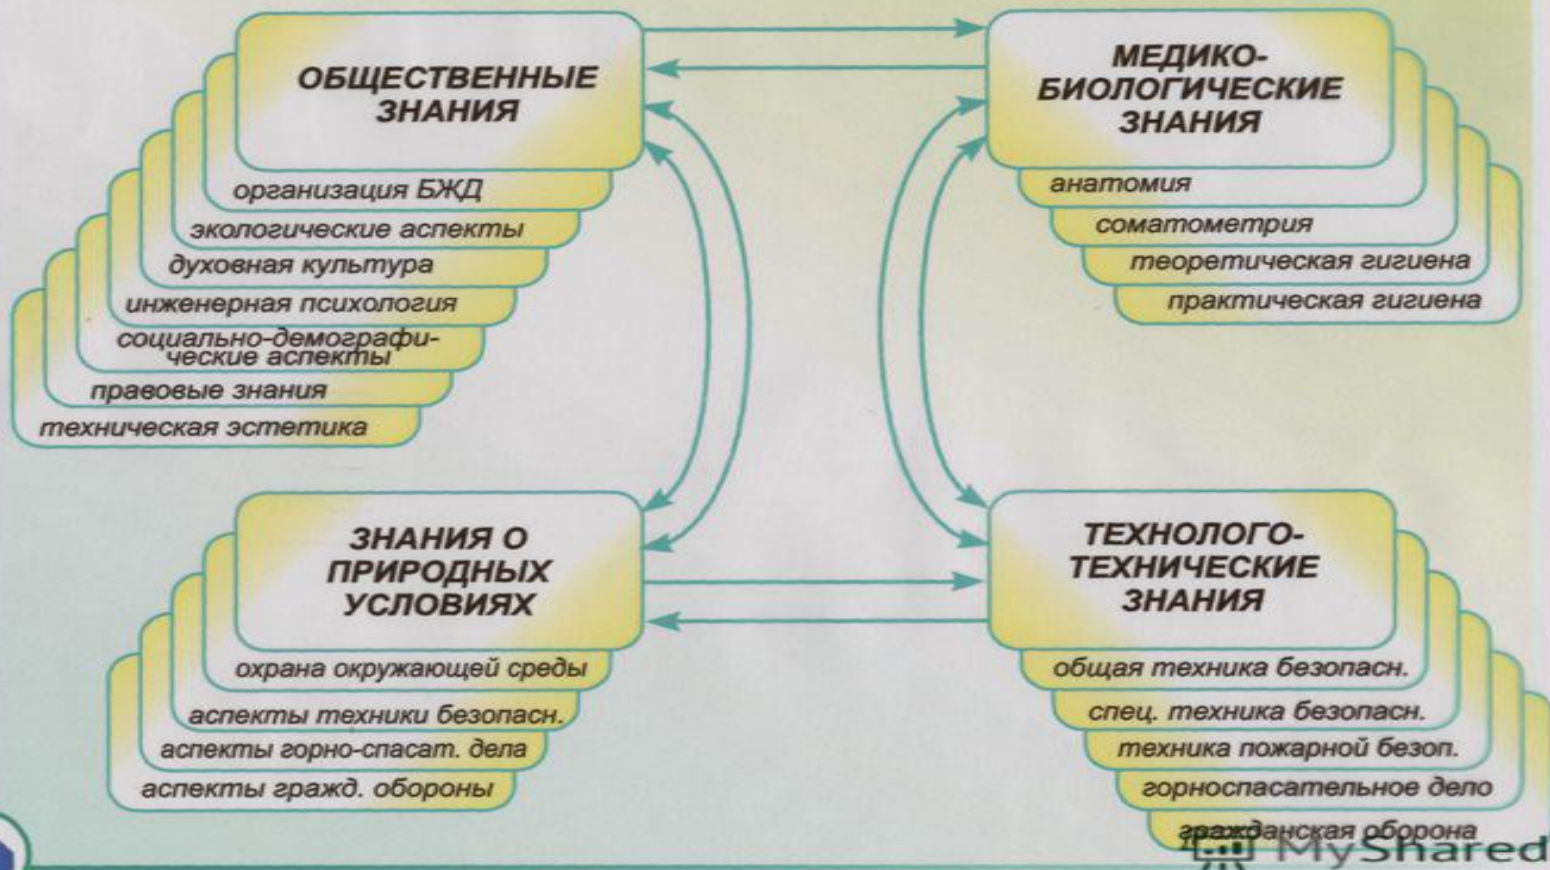 ОБЩЕСТВЕННЫЕ
ЗНАНИЯ
организация БЖД
экологические аспекты
духовная культура
инженерная психология
социально-демографи-
ческие аспекты
правовые знания
техническая эстетика
МЕДИКО-
БИОЛОГИЧЕСКИЕ
ЗНАНИЯ
анатомия
соматометрия
теоретическая гигиена
практическая гигиена
ЗНАНИЯ О
ПРИРОДНЫХ
УСЛОВИЯХ
охрана окружающей среды
аспекты техники безопасн.
аспекты горно-спасат. дела
аспекты гражд. обороны
ТЕХНОЛОГО-
ТЕХНИЧЕСКИЕ
ЗНАНИЯ
общая техника безопасн.
спец. техника безопасн.
техника пожарной безоп.
горноспасательное дело
гражданская оборона
MyShared